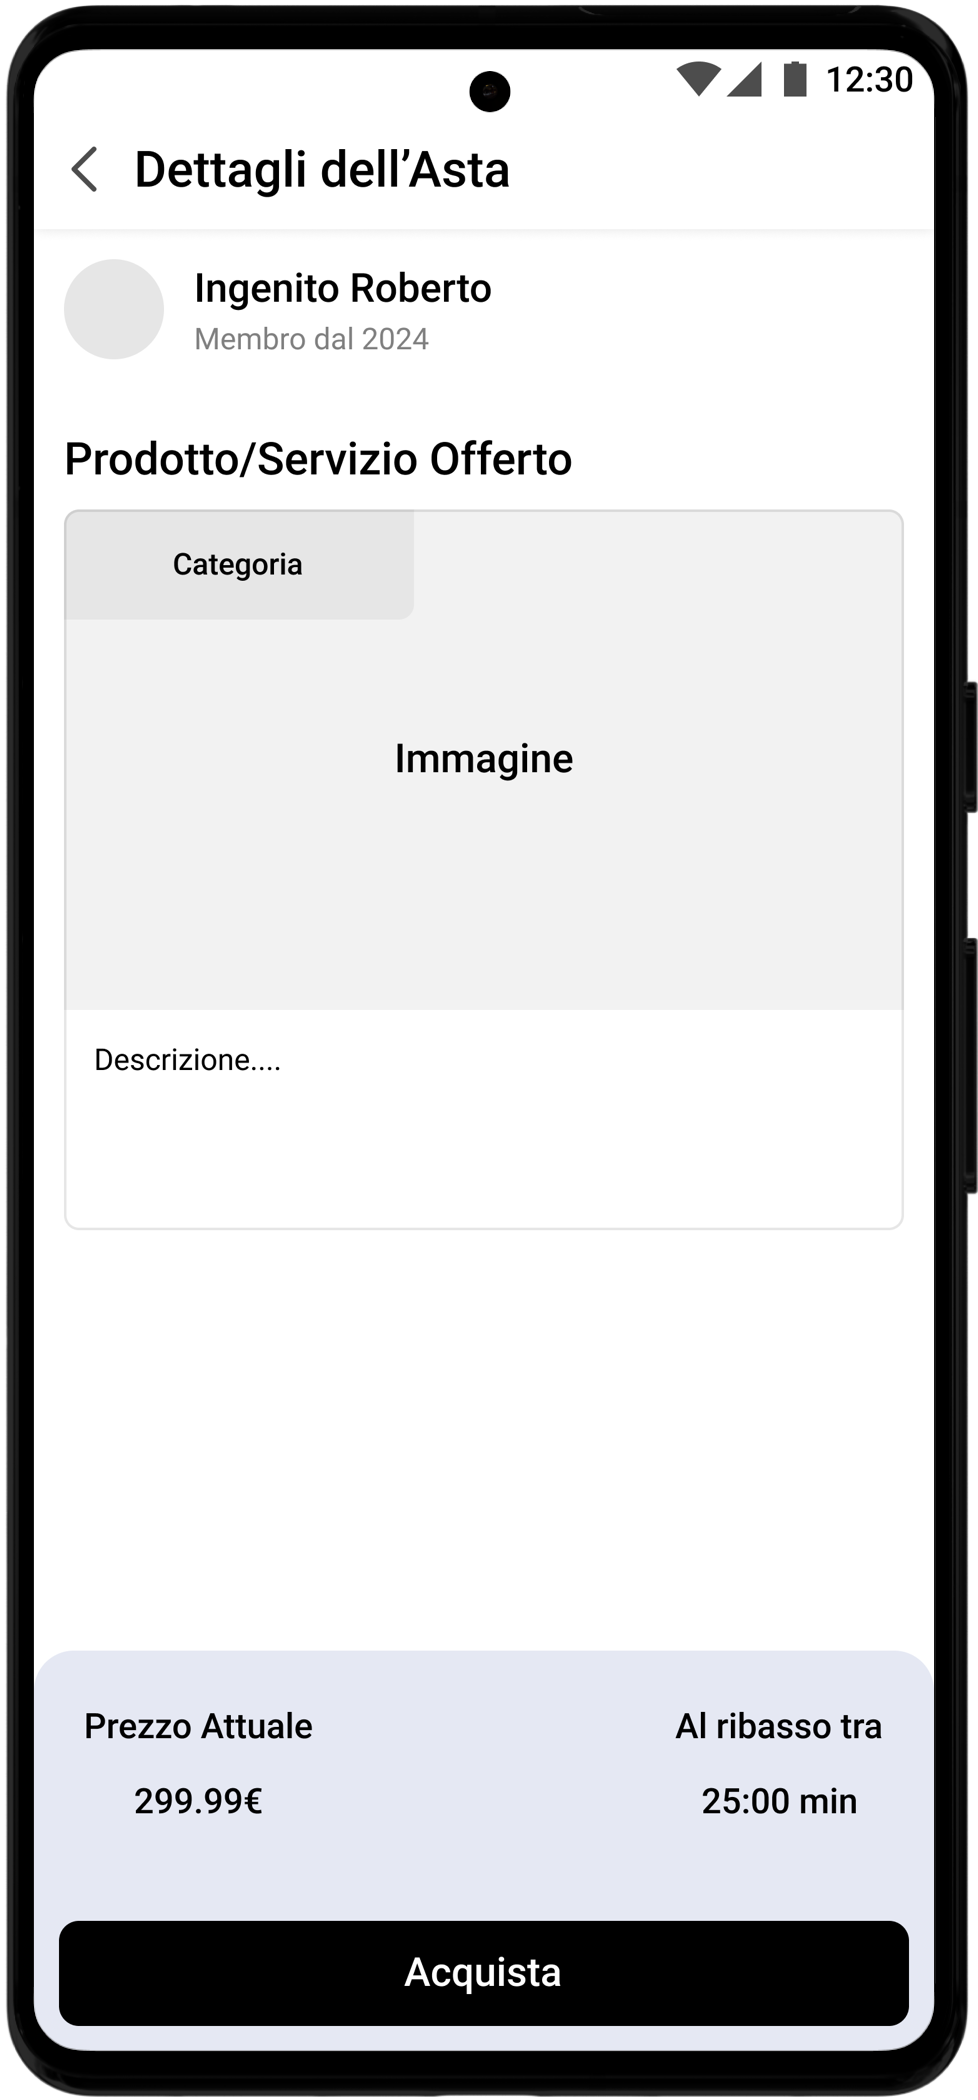 12:30
Dettagli dell’Asta
Ingenito Roberto
Membro dal 2024
Prodotto/Servizio Offerto
Categoria
Immagine
Descrizione....
Prezzo Attuale
Al ribasso tra
299.99€
25:00 min
Acquista